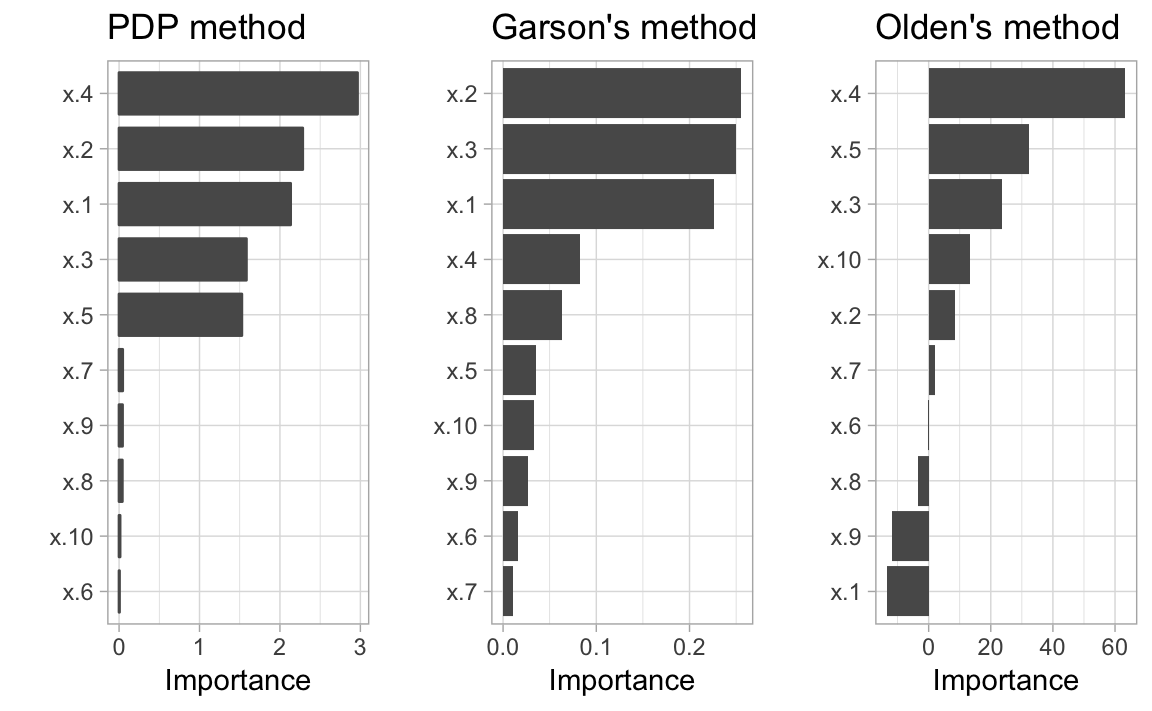 PDP method
x.4
x.2
x.1
x.3
x.5
x.7
x.9
x.8
x.10
x.6
0 1 2 3
Importance
Garson's method
x.2
x.3
x.1
x.4
x.8
x.5
x.10
x.9
x.6
x.7
0.0 0.1 0.2
Importance
Olden's method
x.4
x.5
x.3
x.10
x.2
x.7
x.6
x.8
x.9
x.1
0 20 40 60
Importance